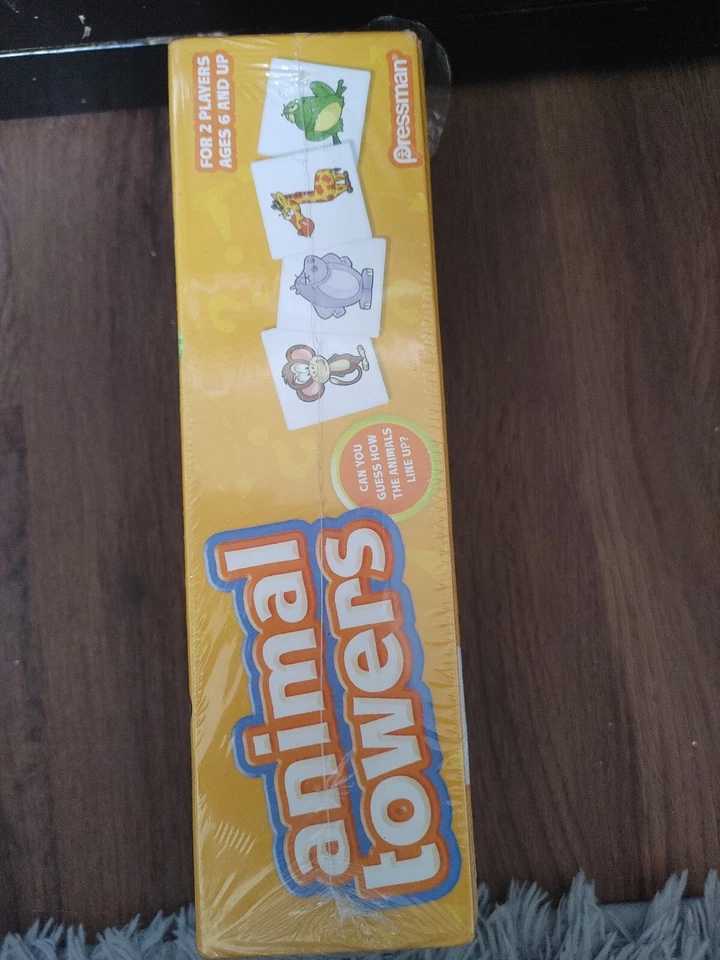 animal
towers
CAN YOU
GUESS HOW
THE ANIMALS
LINE UP?
FOR 2 PLAYERS
AGES 6 AND UP
Pressman